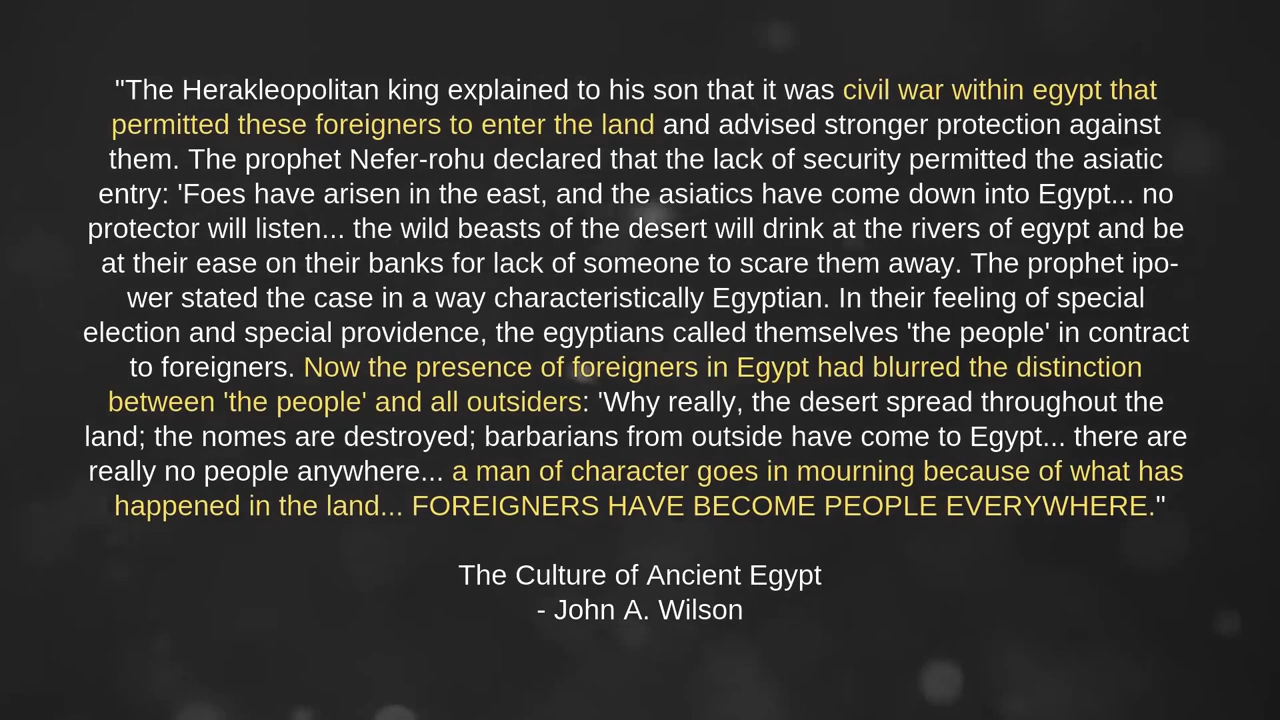 "The Herakleopolitan king explained to his son that it was civil war within egypt that
permitted these foreigners to enter the land and advised stronger protection against
them. The prophet Nefer-rohu declared that the lack of security permitted the asiatic
entry: 'Foes have arisen in the east, and the asiatics have come down into Egypt... no
protector will listen... the wild beasts of the desert will drink at the rivers of egypt and be
at their ease on their banks for lack of someone to scare them away. The prophet ipo-
wer stated the case in a way characteristically Egyptian. In their feeling of special
election and special providence, the egyptians called themselves 'the people' in contract
to foreigners. Now the presence of foreigners in Egypt had blurred the distinction
between 'the people' and all outsiders: 'Why really, the desert spread throughout the
land; the nomes are destroyed; barbarians from outside have come to Egypt... there are
really no people anywhere... a man of character goes in mourning because of what has
happened in the land... FOREIGNERS HAVE BECOME PEOPLE EVERYWHERE."
The Culture of Ancient Egypt
- John A. Wilson